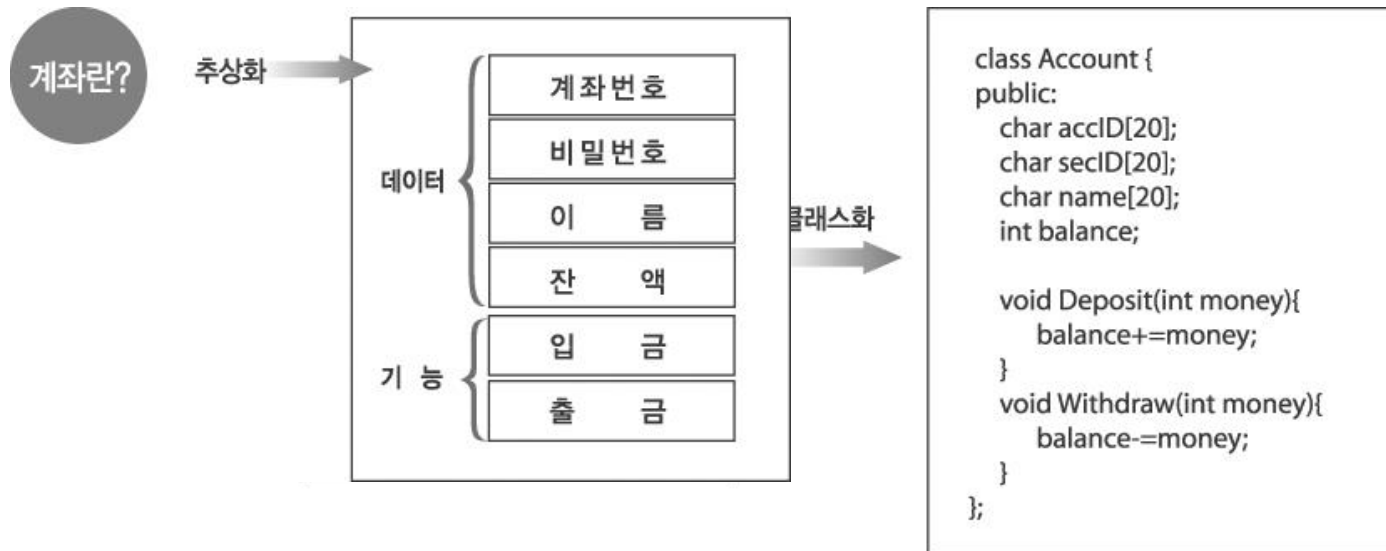 계좌란?
추상화
데이터
계좌번호
비밀번호
이 름
잔 액
기 능
입 금
출 금
클래스화
class Account {
public:
char accID[20];
char secID[20];
char name[20];
int balance;
void Deposit(int money){
balance+=money;
}
void Withdraw(int money){
balance-=money;
}
};